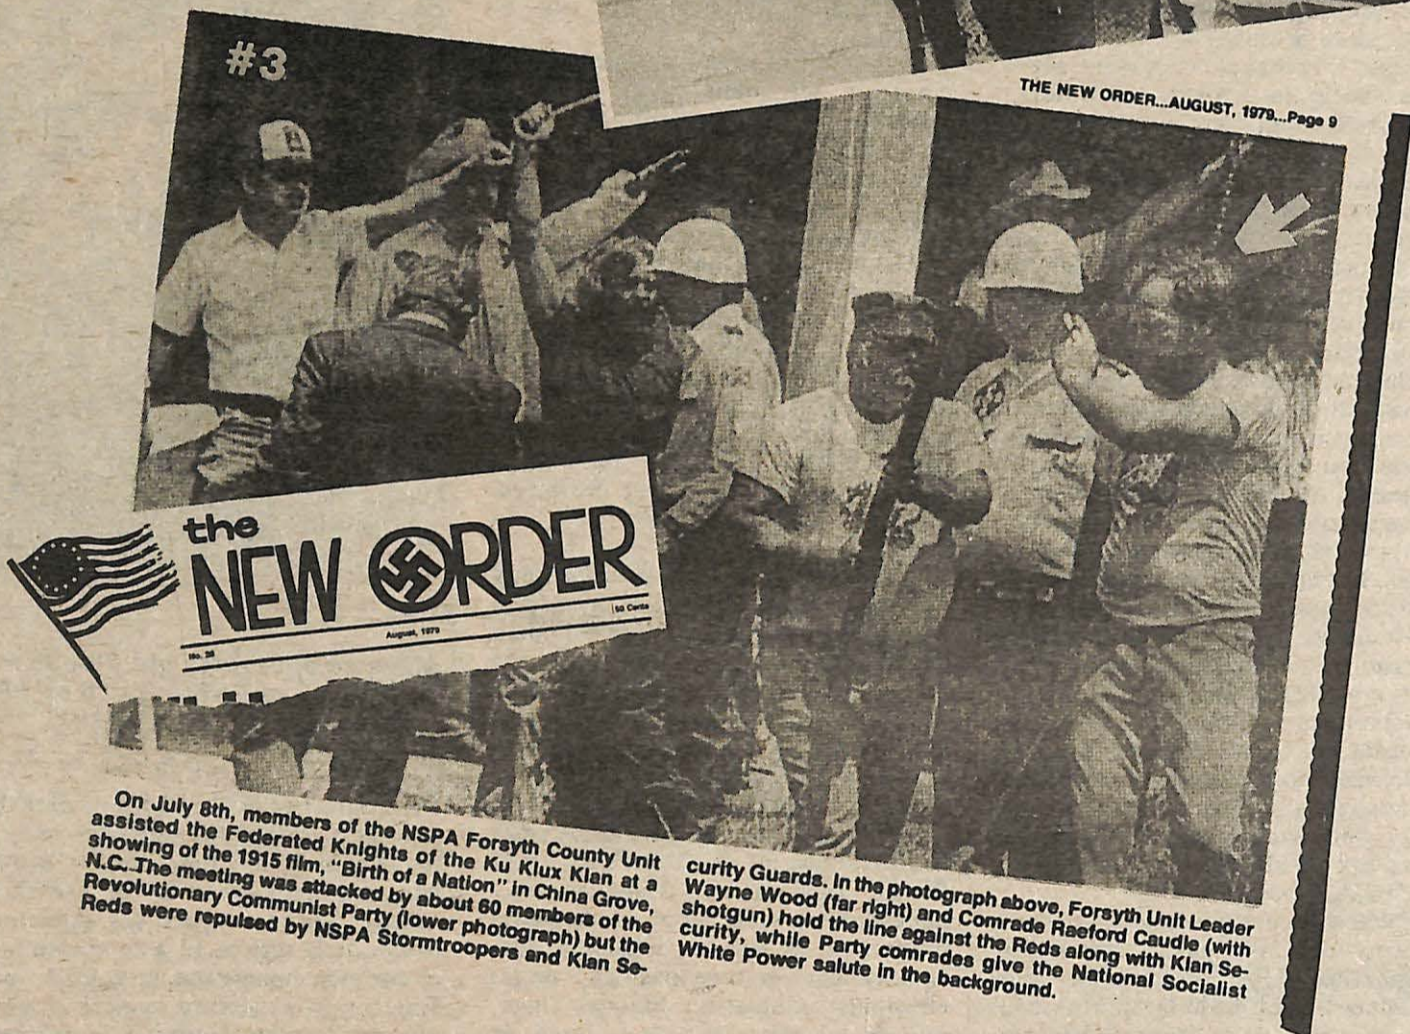 #3
THE NEW ORDER...AUGUST, 1979...Page 9
the
NEW ORDER
No. 38
August, 1979
50 Cents
On July 8th, members of the NSPA Forsyth County Unit
assisted the Federated Knights of the Ku Klux Klan at a
showing of the 1915 film, "Birth of a Nation" in China Grove,
N.C. The meeting was attacked by about 60 members of the
Revolutionary Communist Party (lower photograph) but the
Reds were repulsed by NSPA Stormtroopers and Klan Se-
curity Guards. In the photograph above, Forsyth Unit Leader
Wayne Wood (far right) and Comrade Raeford Caudle (with
shotgun) hold the line against the Reds along with Klan Se-
curity, while Party comrades give the National Socialist
White Power salute in the background.